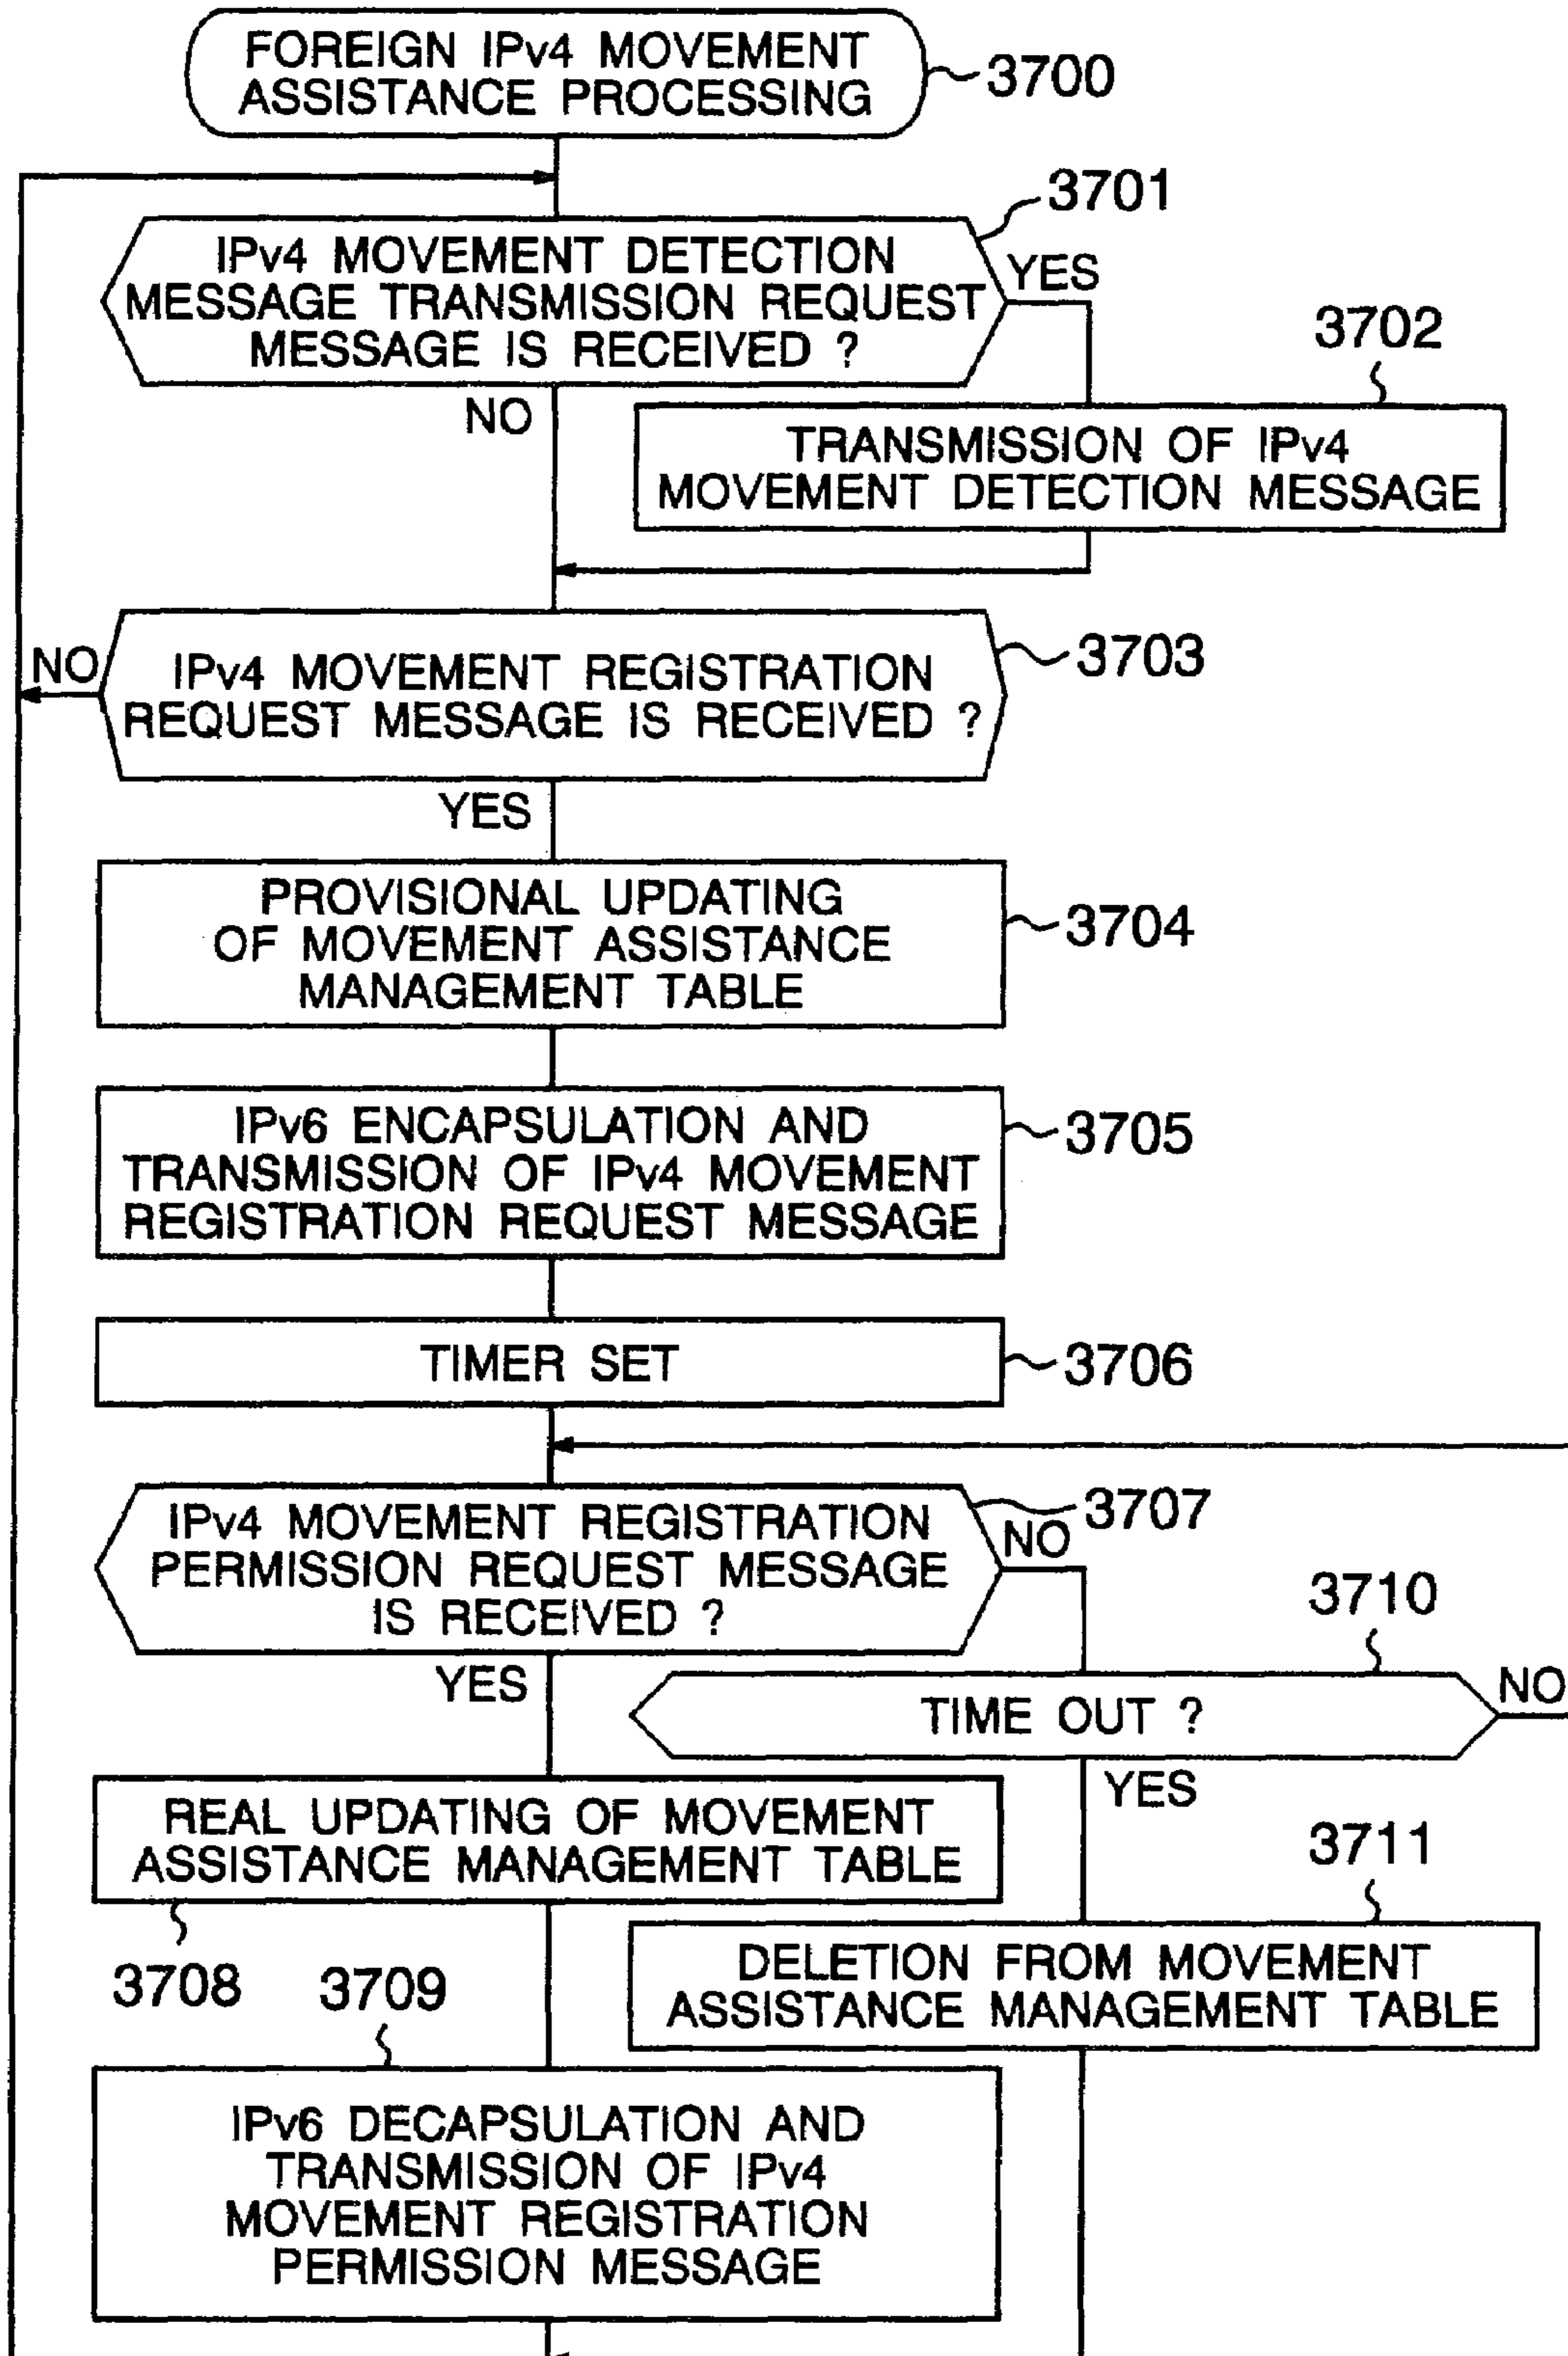 FOREIGN IPv4 MOVEMENT
ASSISTANCE PROCESSING
3700
3701
IPv4 MOVEMENT DETECTION
MESSAGE TRANSMISSION REQUEST
MESSAGE IS RECEIVED ?
YES
3702
NO
TRANSMISSION OF IPv4
MOVEMENT DETECTION MESSAGE
NO
IPv4 MOVEMENT REGISTRATION
REQUEST MESSAGE IS RECEIVED ?
3703
YES
PROVISIONAL UPDATING
OF MOVEMENT ASSISTANCE
MANAGEMENT TABLE
3704
IPv6 ENCAPSULATION AND
TRANSMISSION OF IPv4 MOVEMENT
REGISTRATION REQUEST MESSAGE
3705
TIMER SET
3706
IPv4 MOVEMENT REGISTRATION
PERMISSION REQUEST MESSAGE
IS RECEIVED ?
3707
NO
3710
YES
TIME OUT ?
NO
YES
REAL UPDATING OF MOVEMENT
ASSISTANCE MANAGEMENT TABLE
3708
3711
DELETION FROM MOVEMENT
ASSISTANCE MANAGEMENT TABLE
3709
IPv6 DECAPSULATION AND
TRANSMISSION OF IPv4
MOVEMENT REGISTRATION
PERMISSION MESSAGE